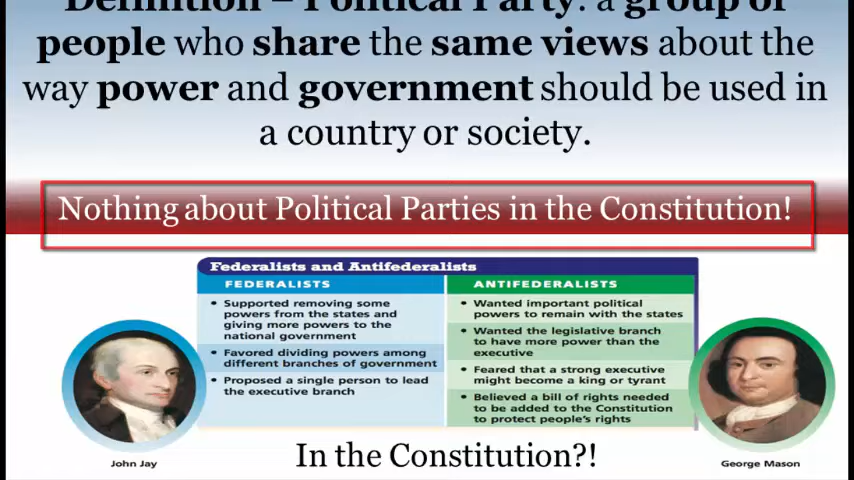 Definition – Political Party: a group of
people who share the same views about the
way power and government should be used in
a country or society.
Nothing about Political Parties in the Constitution!
Federalists and Antifederalists
FEDERALISTS
• Supported removing some
powers from the states and
giving more powers to the
national government
• Favored dividing powers among
different branches of government
• Proposed a single person to lead
the executive branch
ANTIFEDERALISTS
• Wanted important political
powers to remain with the states
• Wanted the legislative branch
to have more power than the
executive
• Feared that a strong executive
might become a king or tyrant
• Believed a bill of rights needed
to be added to the Constitution
to protect people's rights
John Jay
In the Constitution?!
George Mason